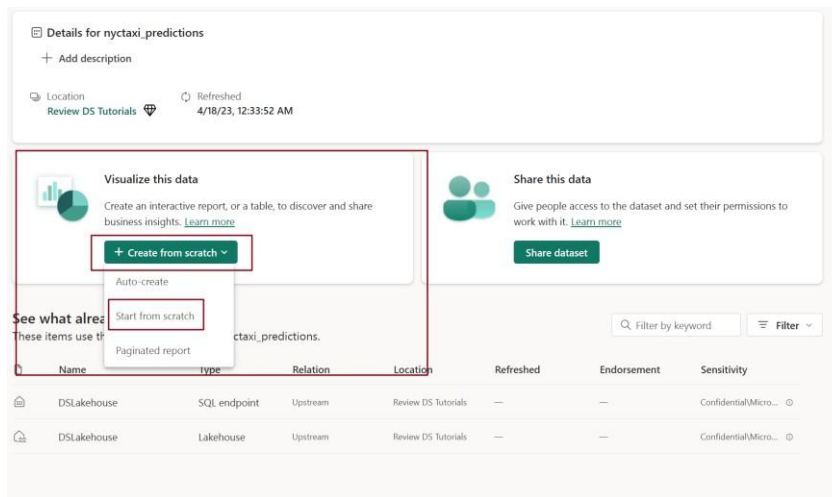 Details for nyctaxi_predictions
+ Add description
Location
Review DS Tutorials
Refreshed
4/18/23, 12:33:52 AM
Visualize this data
Create an interactive report, or a table, to discover and share
business insights. Learn more
+ Create from scratch
Auto-create
Start from scratch
Paginated report
Share this data
Give people access to the dataset and set their permissions to
work with it. Learn more
Share dataset
See what alrea
These items use th ctaxi_predictions.
Filter by keyword
Filter
Name Type Relation Location Refreshed Endorsement Sensitivity
DSLakehouse SQL endpoint Upstream Review DS Tutorials — — Confidential\Micro...
DSLakehouse Lakehouse Upstream Review DS Tutorials — — Confidential\Micro...